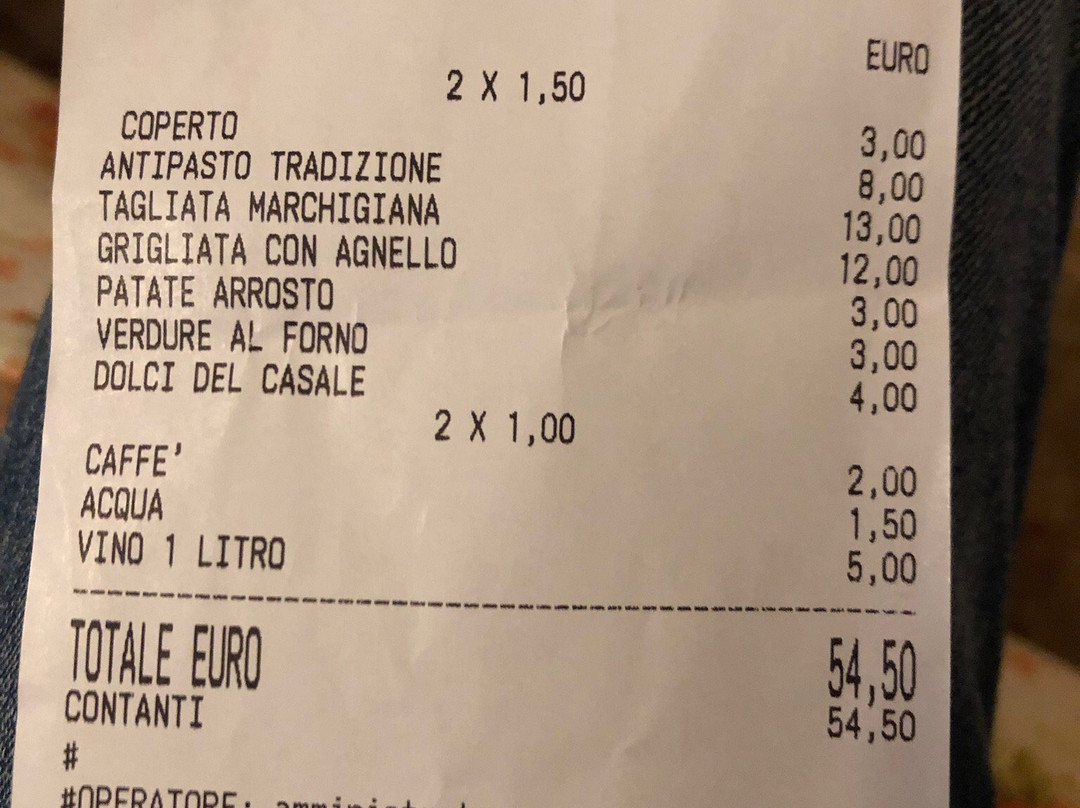 EURO
2 X 1,50
COPERTO 3,00
ANTIPASTO TRADIZIONE 8,00
TAGLIATA MARCHIGIANA 13,00
GRIGLIATA CON AGNELLO 12,00
PATATE ARROSTO 3,00
VERDURE AL FORNO 3,00
DOLCI DEL CASALE 4,00
2 X 1,00
CAFFE' 2,00
ACQUA 1,50
VINO 1 LITRO 5,00
TOTALE EURO 54,50
CONTANTI 54,50
#
#OPERATORE: